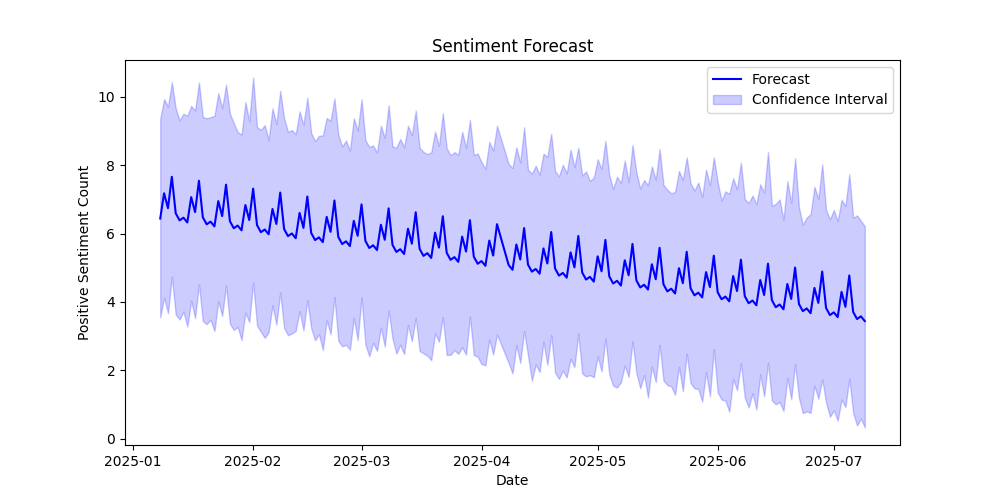 Sentiment Forecast
Forecast
Confidence Interval
Positive Sentiment Count
10
8
6
4
2
0
2025-01
2025-02
2025-03
2025-04
2025-05
2025-06
2025-07
Date